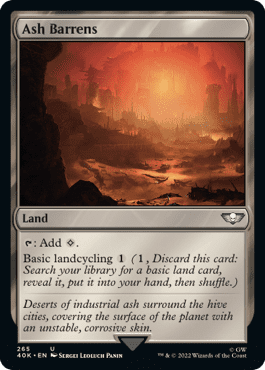 Ash Barrens
Land
: Add .
Basic landcycling 1 (1, Discard this card:
Search your library for a basic land card,
reveal it, put it into your hand, then shuffle.)
Deserts of industrial ash surround the hive
cities, covering the surface of the planet with
an unstable, corrosive skin.
265 U
40K • EN Sergei Leoluch Panin
© GW
™ & © 2022 Wizards of the Coast